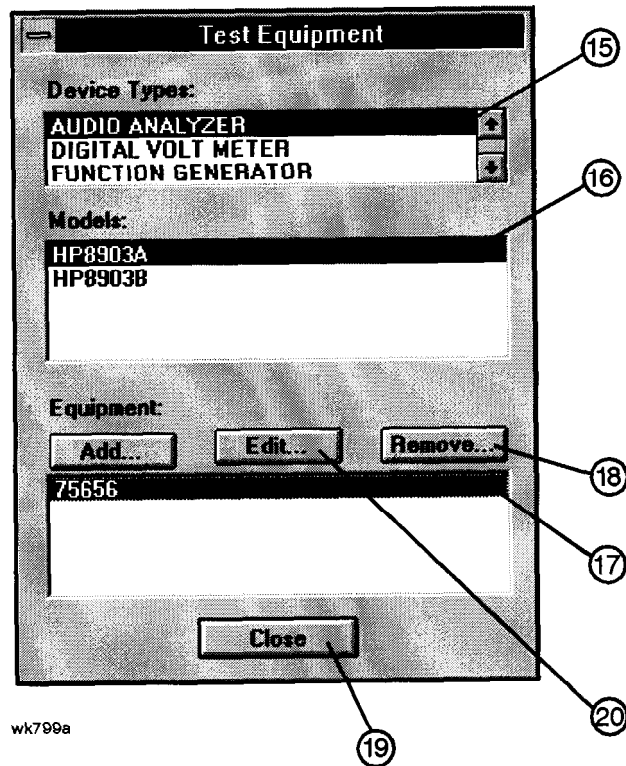 Test Equipment
15
Device Types:
AUDIO ANALYZER
DIGITAL VOLT METER
FUNCTION GENERATOR
16
Models:
HP8903A
HP8903B
Equipment:
Add... Edit... Remove...
18
75656
17
Close
20
wk799a
19